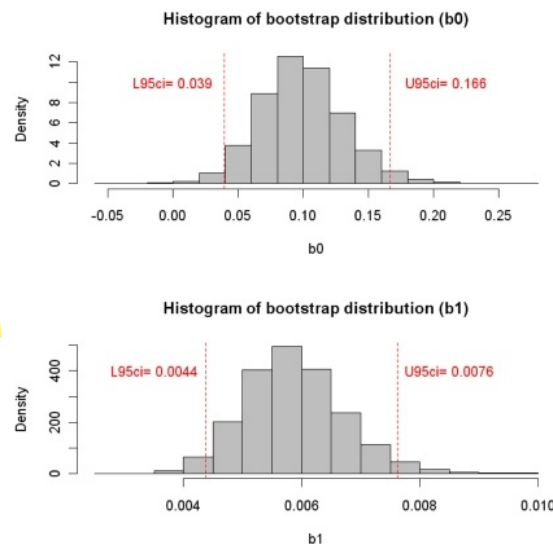 Histogram of bootstrap distribution (b0)
L95ci= 0.039
U95ci= 0.166
Density
12
8
6
4
2
0
-0.05 0.00 0.05 0.10 0.15 0.20 0.25
b0
Histogram of bootstrap distribution (b1)
L95ci= 0.0044
U95ci= 0.0076
Density
400
200
0
0.004 0.006 0.008 0.010
b1